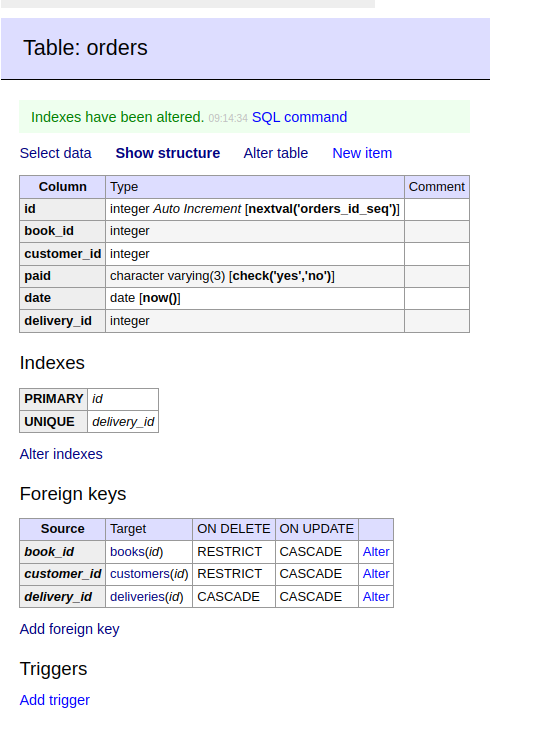 Table: orders
Indexes have been altered. 09:14:34 SQL command
Select data Show structure Alter table New item
Column Type Comment
id integer Auto Increment [nextval('orders_id_seq')]
book_id integer
customer_id integer
paid character varying(3) [check('yes','no')]
date date [now()]
delivery_id integer
Indexes
PRIMARY id
UNIQUE delivery_id
Alter indexes
Foreign keys
Source Target ON DELETE ON UPDATE
book_id books(id) RESTRICT CASCADE Alter
customer_id customers(id) RESTRICT CASCADE Alter
delivery_id deliveries(id) CASCADE CASCADE Alter
Add foreign key
Triggers
Add trigger